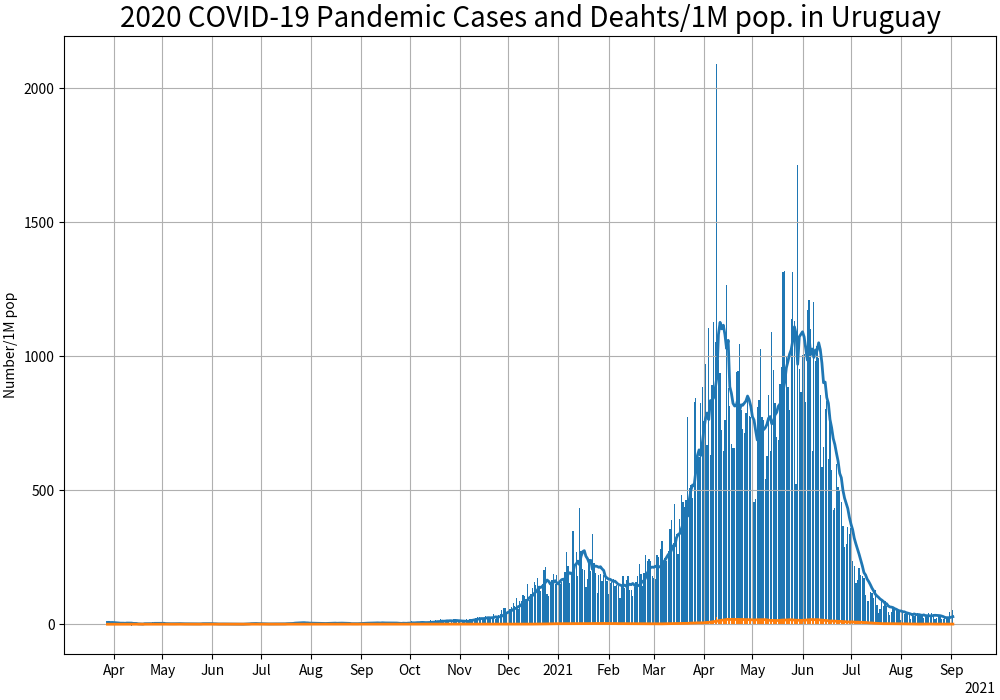 2020 COVID-19 Pandemic Cases and Deahts/1M pop. in Uruguay
Number/1M pop
2000
1500
1000
500
0
Apr May Jun Jul Aug Sep Oct Nov Dec 2021 Feb Mar Apr May Jun Jul Aug Sep
2021